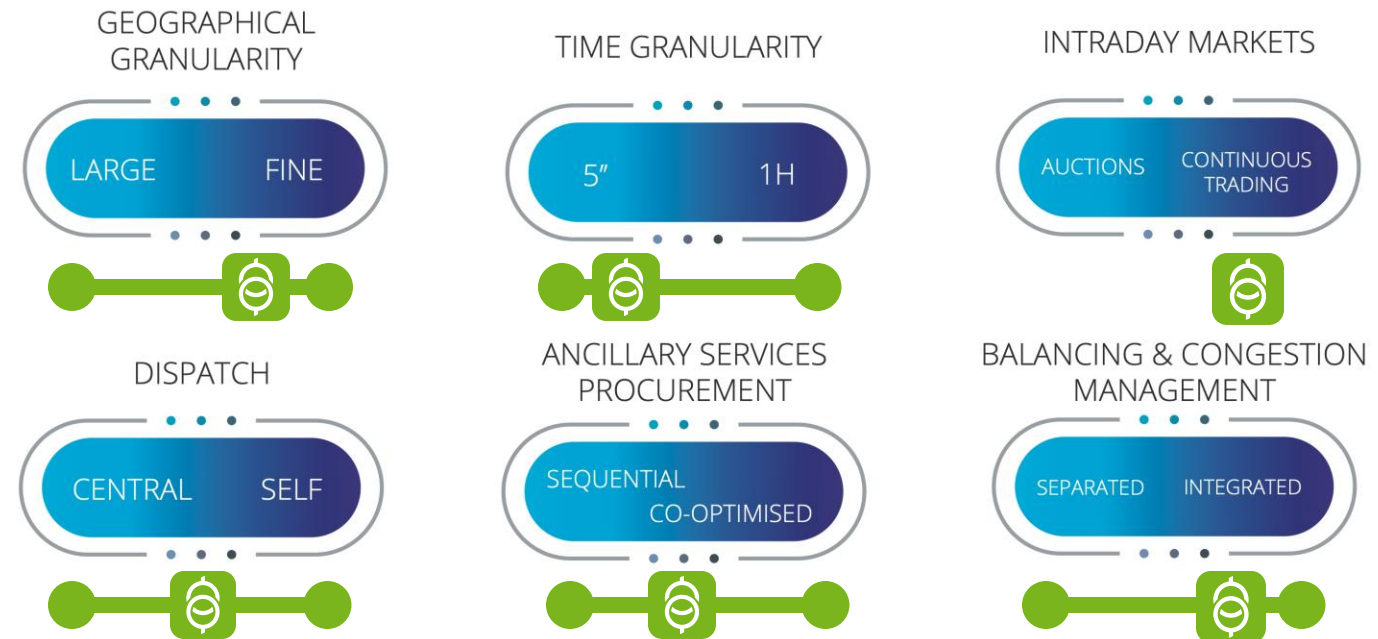 GEOGRAPHICAL
GRANULARITY
LARGE FINE
TIME GRANULARITY
5″ 1H
INTRADAY MARKETS
AUCTIONS CONTINUOUS
TRADING
DISPATCH
CENTRAL SELF
ANCILLARY SERVICES
PROCUREMENT
SEQUENTIAL
CO-OPTIMISED
BALANCING & CONGESTION
MANAGEMENT
SEPARATED INTEGRATED